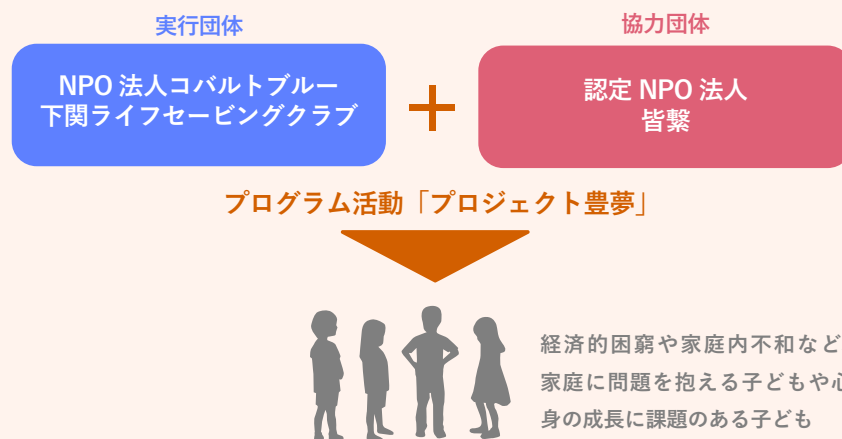 実行団体
協力団体
NPO 法人コバルトブルー
下関ライフセービングクラブ
認定 NPO 法人
皆繋
プログラム活動「プロジェクト豊夢」
経済的困窮や家庭内不和など
家庭に問題を抱える子どもや心
身の成長に課題のある子ども